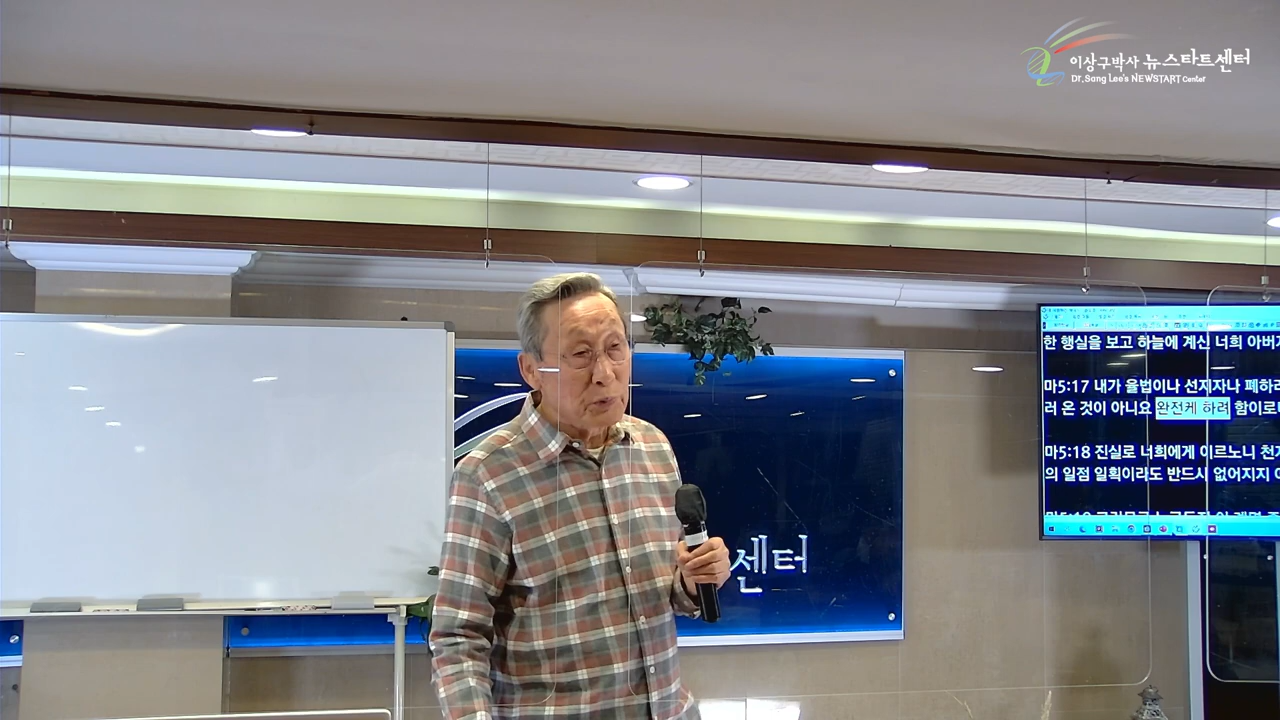 이상구박사 뉴스타트센터
Dr. Sang Lee's NEWSTART Center
한 행실을 보고 하늘에 계신 너희 아버지
마5:17 내가 율법이나 선지자나 폐하러
러 온 것이 아니요 완전케 하려 함이로
마5:18 진실로 너희에게 이르노니 천지
의 일점 일획이라도 반드시 없어지지
센터